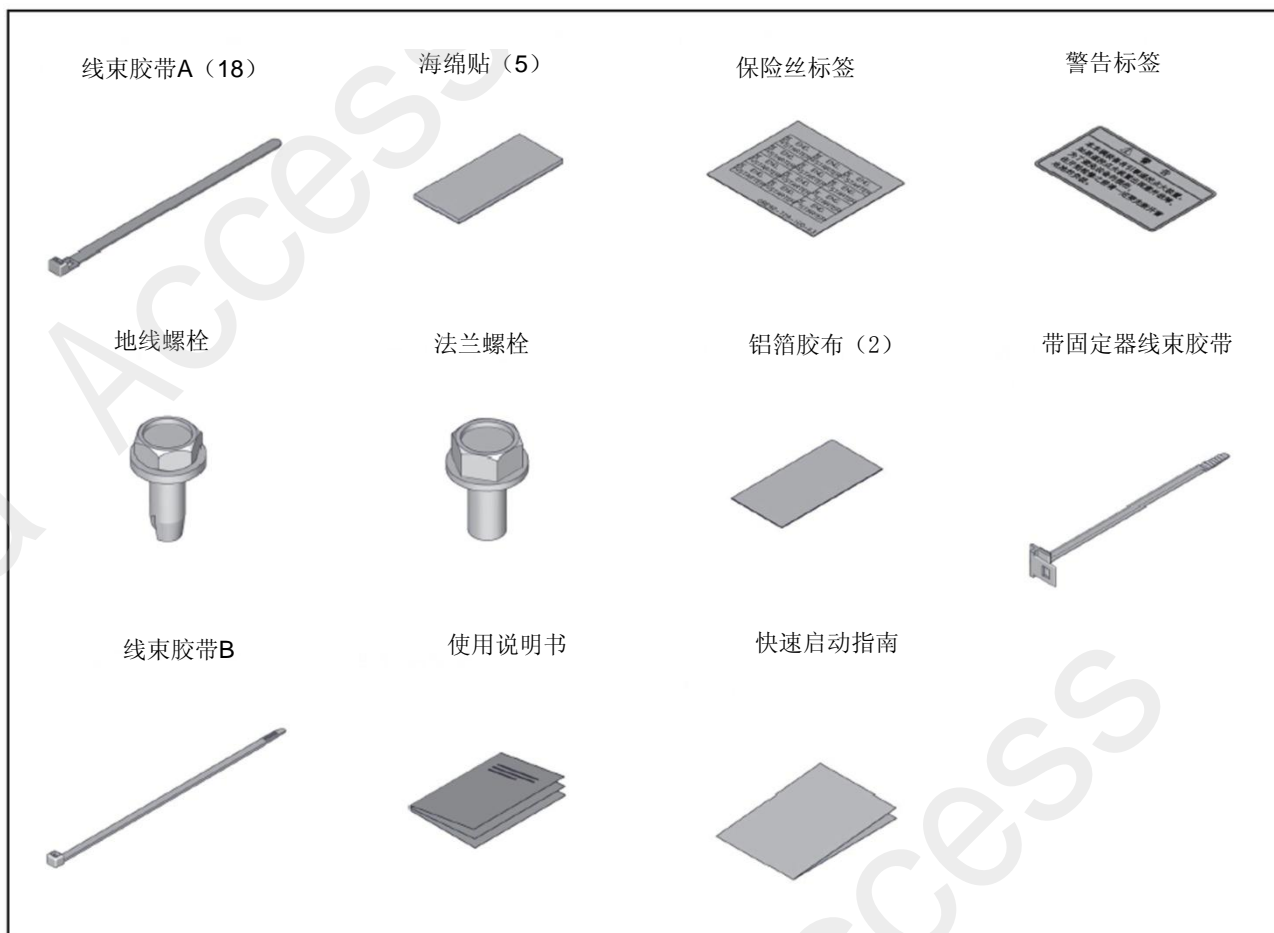 线束胶带A（18）
海绵贴（5）
保险丝标签
警告标签
地线螺栓
法兰螺栓
铝箔胶布（2）
带固定器线束胶带
线束胶带B
使用说明书
快速启动指南
Access
Access